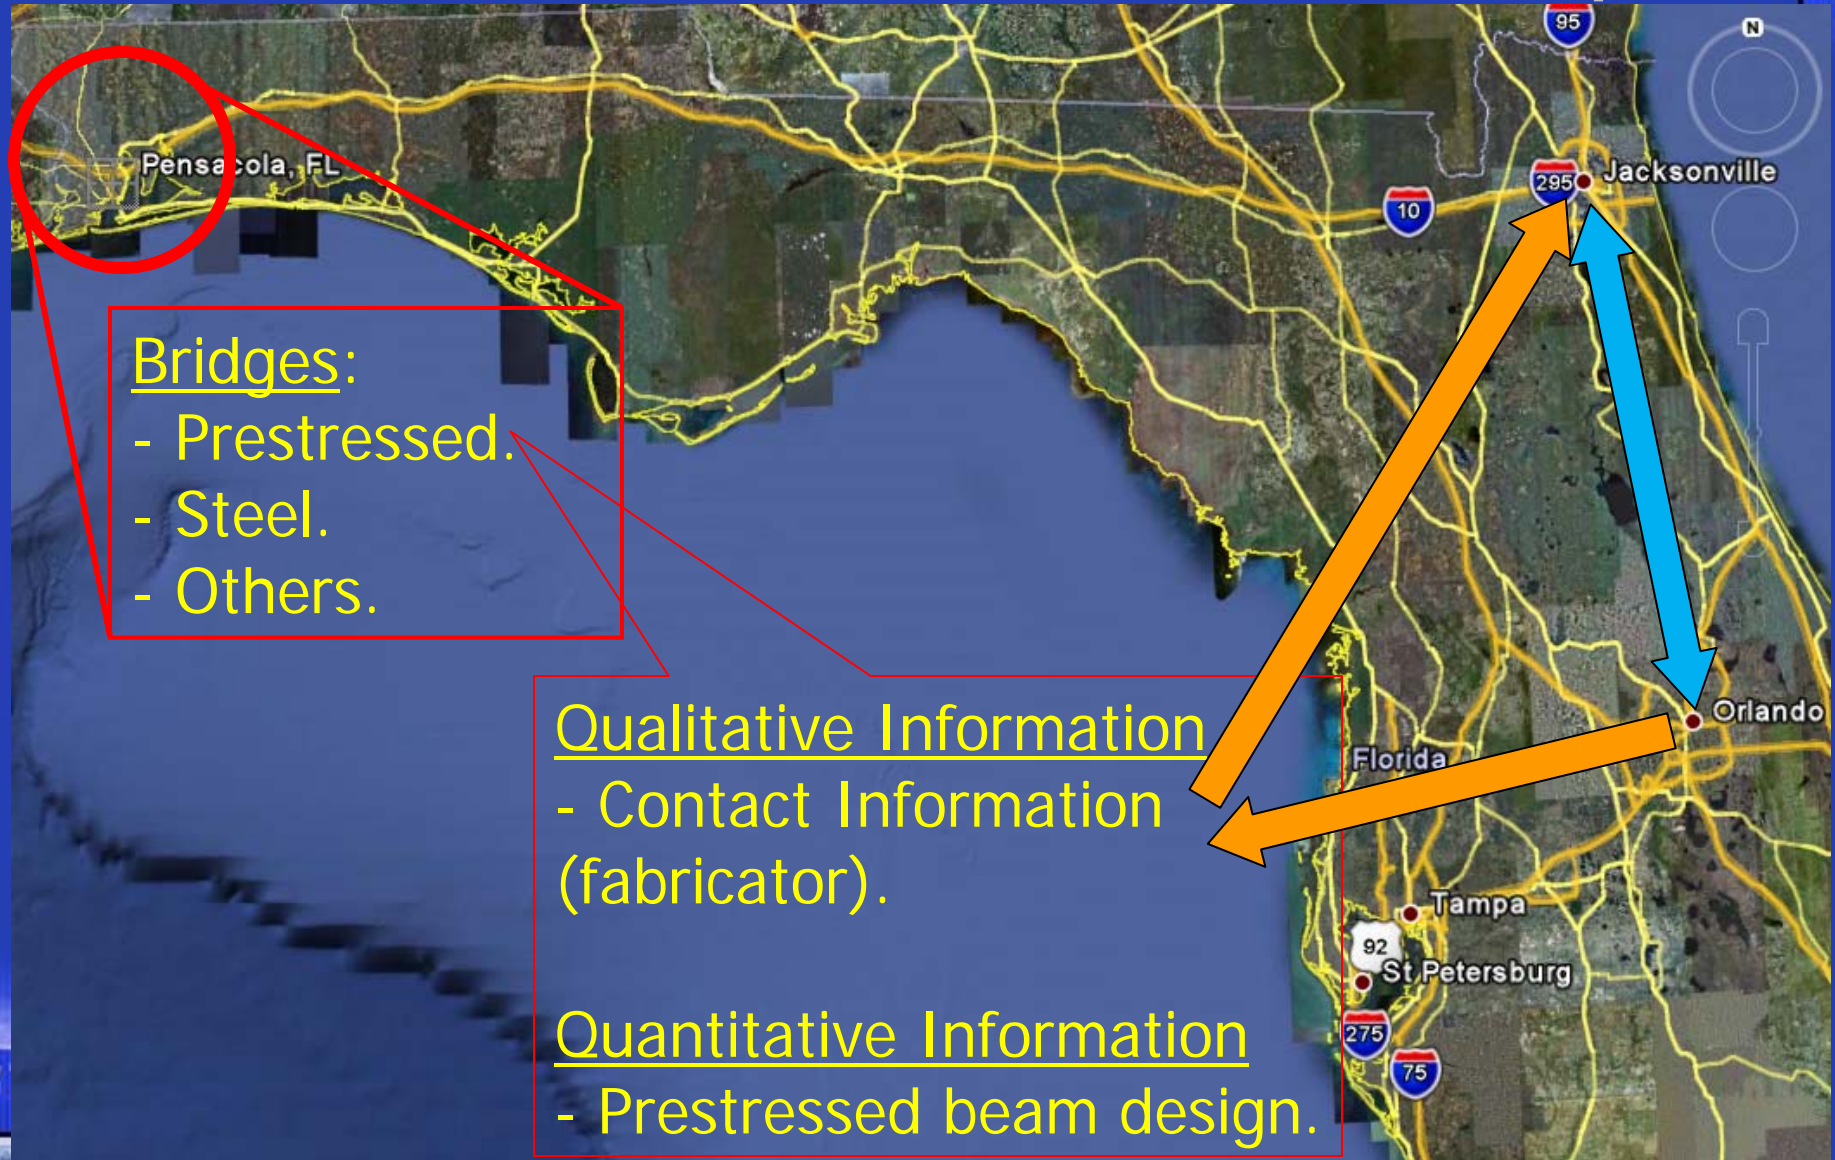 95
N
Pensacola, FL
295
Jacksonville
10
Bridges:
- Prestressed.
- Steel.
- Others.
Qualitative Information
- Contact Information
(fabricator).
Quantitative Information
- Prestressed beam design.
Orlando
Florida
Tampa
92
St Petersburg
275
75